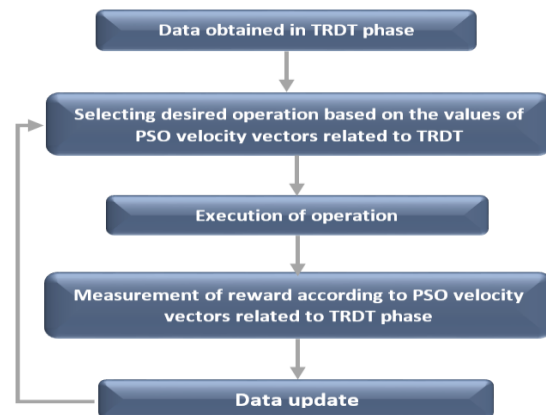 Data obtained in TRDT phase
Selecting desired operation based on the values of
PSO velocity vectors related to TRDT
Execution of operation
Measurement of reward according to PSO velocity
vectors related to TRDT phase
Data update